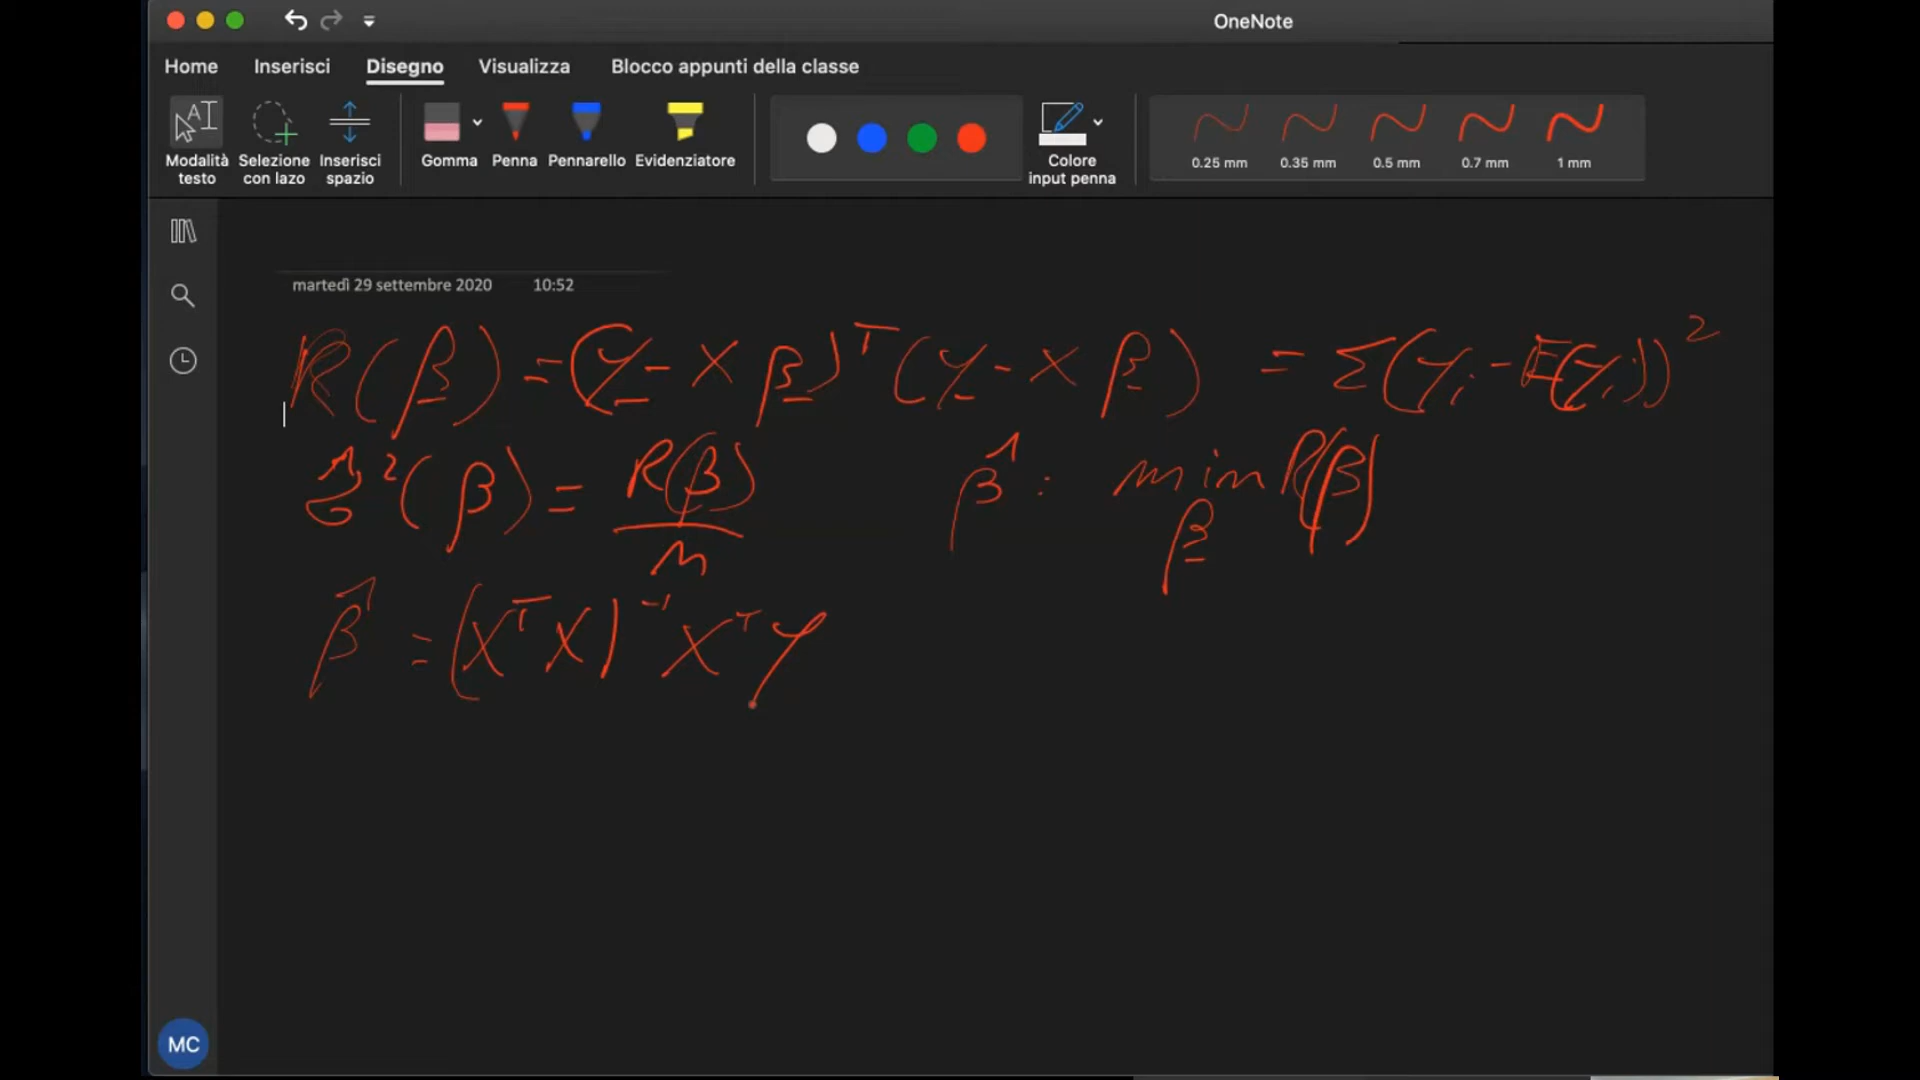 OneNote
Home Inserisci Disegno Visualizza Blocco appunti della classe
Modalità testo Selezione con lazo Inserisci spazio Gomma Penna Pennarello Evidenziatore Colore input penna 0.25 mm 0.35 mm 0.5 mm 0.7 mm 1 mm
martedì 29 settembre 2020 10:52
R(β) = (y - Xβ)ᵀ(y - Xβ) = Σ(yᵢ - E(yᵢ))²
σ̂²(β) = R(β)/n β̂ : min_β R(β)
β̂ = (XᵀX)⁻¹XᵀY
MC